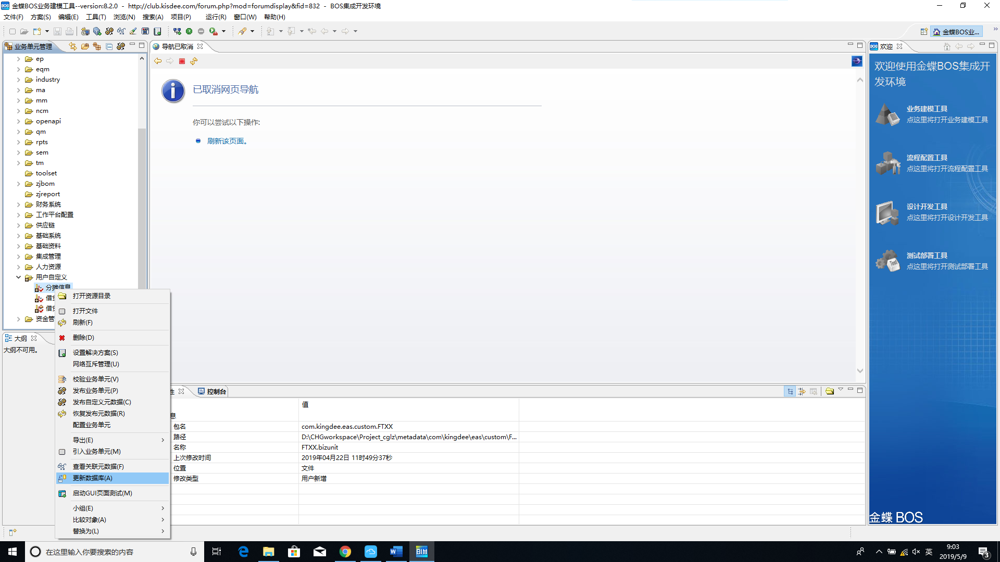 金蝶BOS业务建模工具--version:8.2.0 - http://club.kisdee.com/forum.php?mod=forumdisplay&fid=832 - BOS集成开发环境
文件(F) 方案(S) 编辑(E) 工具(T) 浏览(N) 搜索(A) 项目(P) 运行(R) 窗口(W) 帮助(H)
金蝶BOS业...
业务单元管理
ep
eqm
industry
ma
mm
ncm
openapi
qm
rpts
sem
tm
toolset
zjbom
zjreport
财务系统
工作平台配置
供应链
基础系统
基础资料
集成管理
人力资源
用户自定义
分摊信息
借
借
资金管
大纲
大纲不可用。
打开资源目录
打开文件
刷新(F)
删除(D)
设置解决方案(S)
网络互斥管理(U)
校验业务单元(V)
发布业务单元(P)
发布自定义元数据(C)
恢复发布元数据(R)
配置业务单元
导出(E)
引入业务单元(M)
查看关联元数据(F)
更新数据库(A)
启动GUI页面测试(M)
小组(E)
比较对象(A)
替换为(L)
导航已取消
已取消网页导航
你可以尝试以下操作:
刷新该页面。
性
控制台
值
息
包名 com.kingdee.eas.custom.FTXX
路径 D:\CHGworkspace\Project_cglz\metadata\com\kingdee\eas\custom\F...
名称 FTXX.bizunit
上次修改时间 2019年04月22日 11时49分37秒
位置 文件
修改类型 用户新增
BOS 欢迎
欢迎使用金蝶BOS集成开
发环境
业务建模工具
点这里将打开业务建模工具
流程配置工具
点这里将打开流程配置工具
设计开发工具
点这里将打开设计开发工具
Test
测试部署工具
点这里将打开测试部署工具
金蝶 BOS
在这里输入你要搜索的内容
BIM
英
9:03
2019/5/9
3